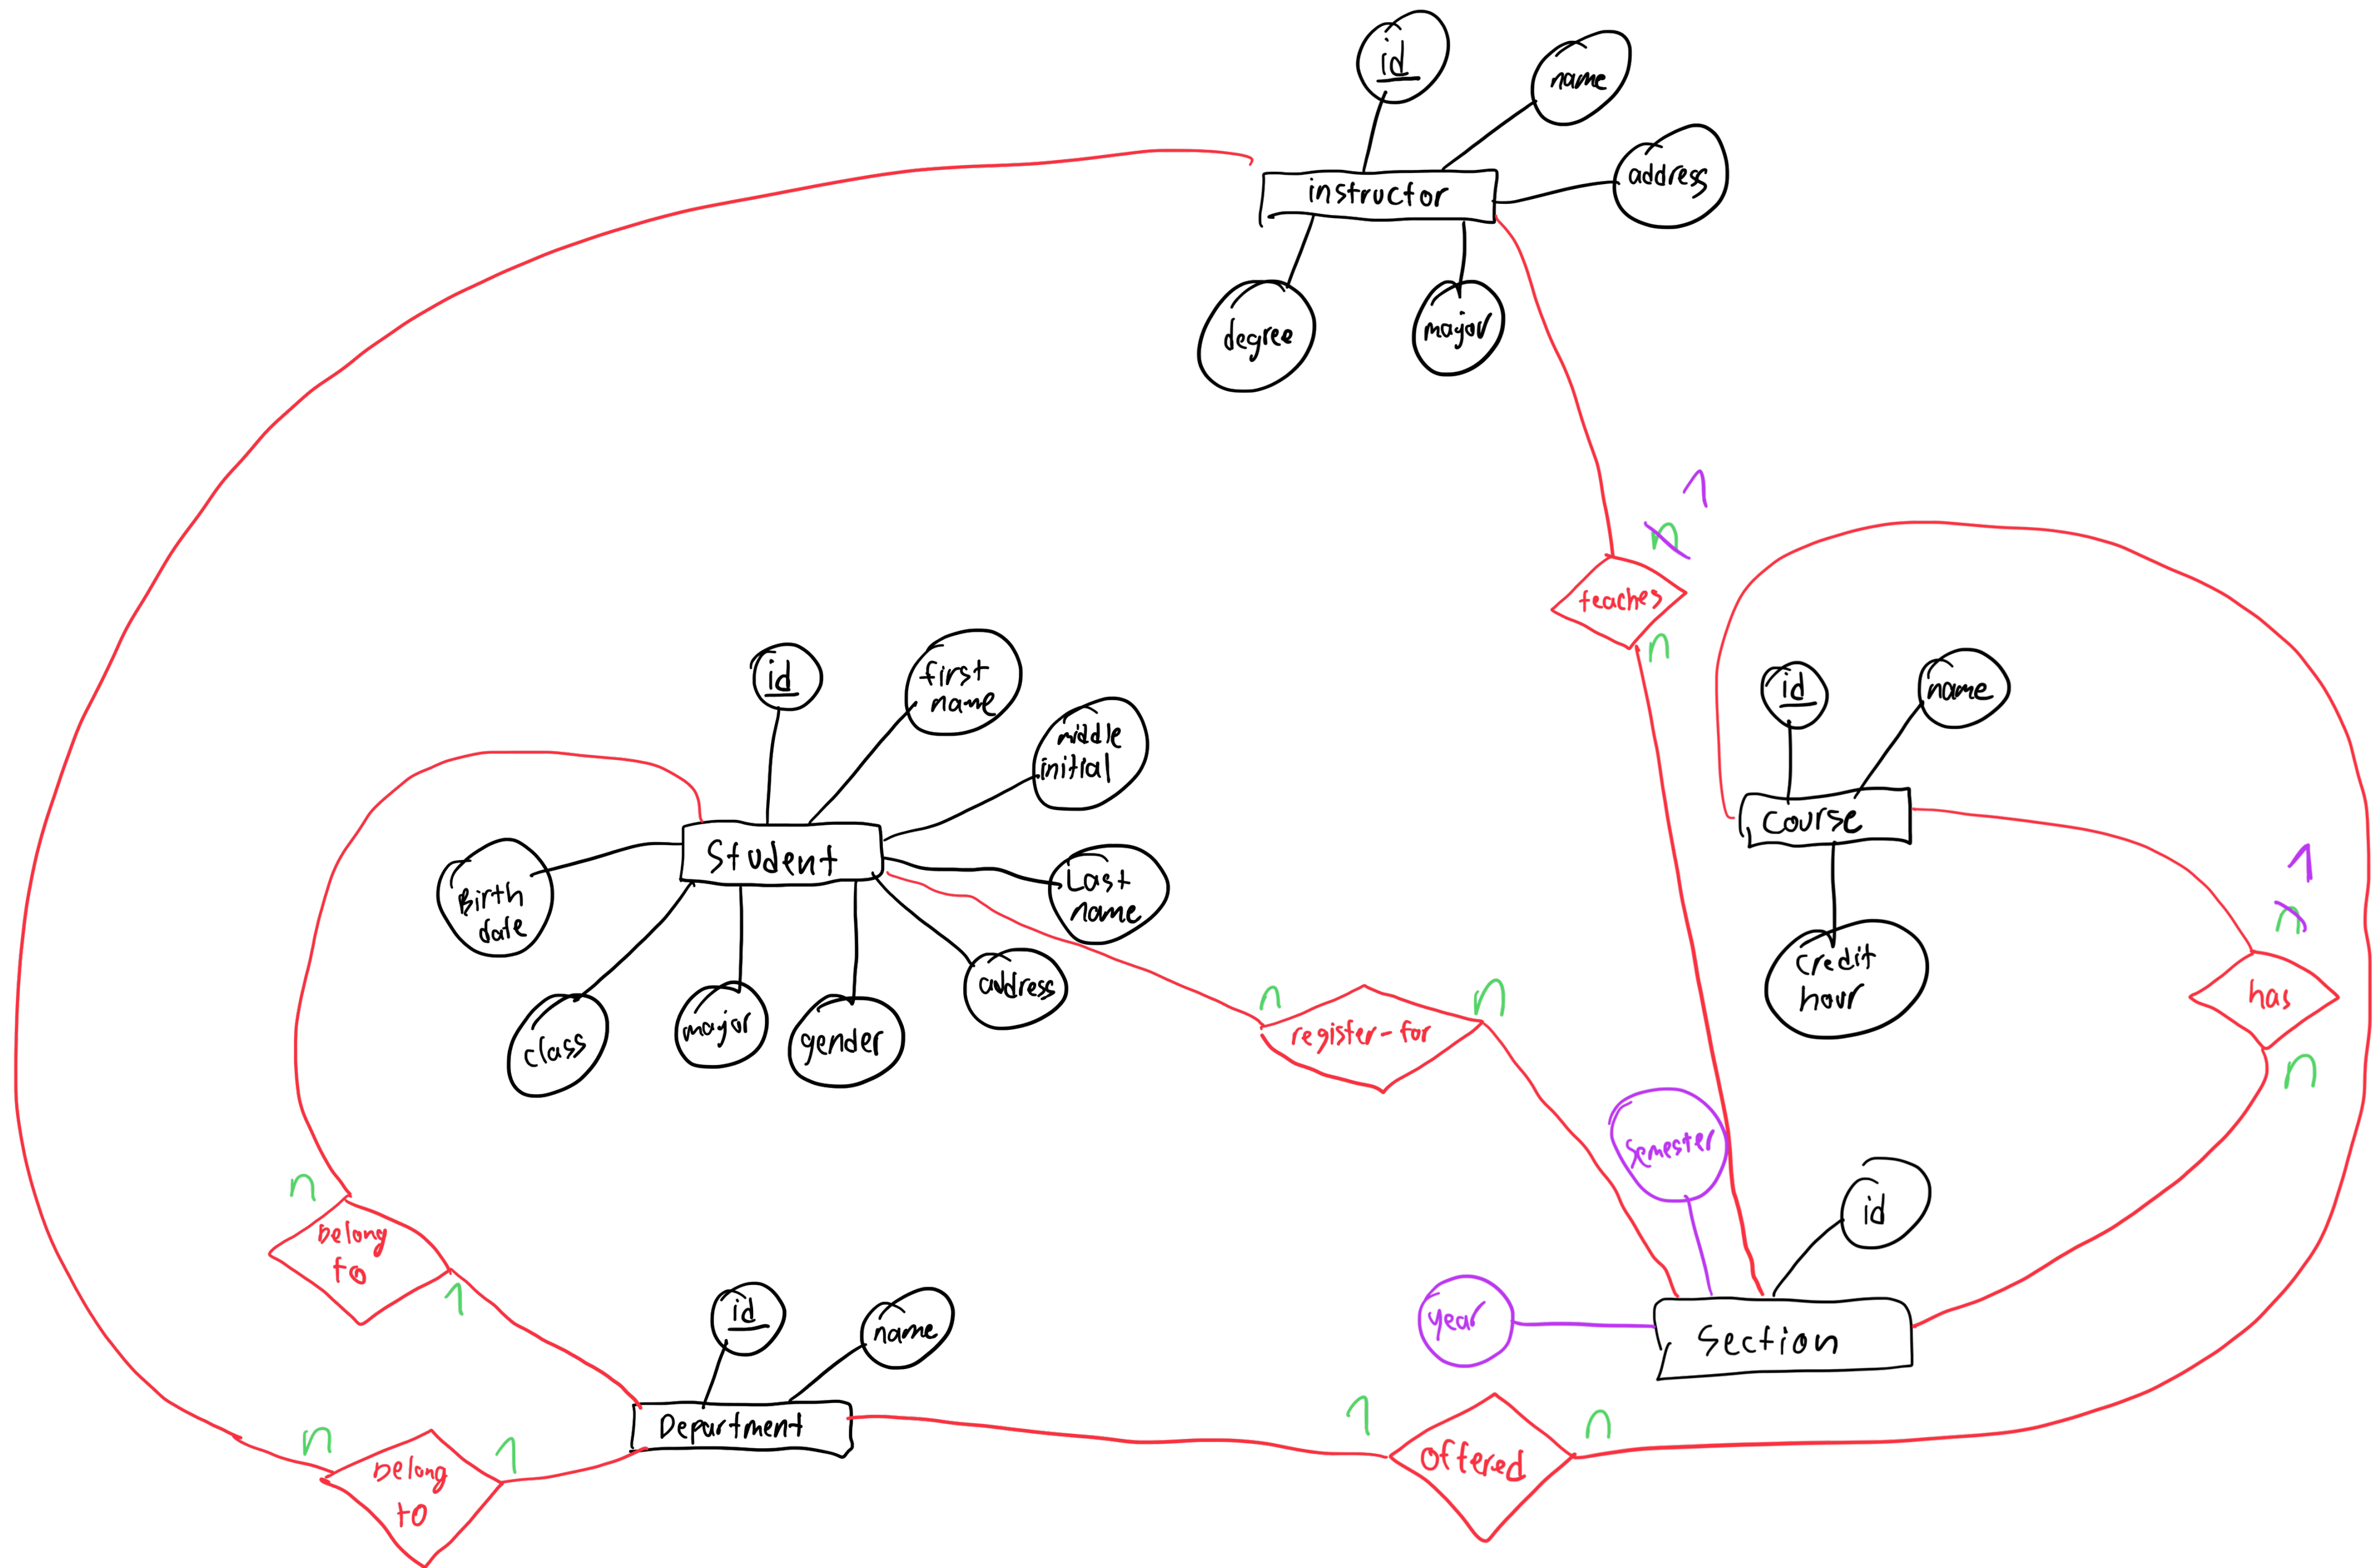 id
name
address
instructor
degree
major
1
n
teaches
n
id
first
name
middle
initial
id
name
Student
course
Last
name
Birth
date
credit
hour
1
n
has
n
address
major
gender
class
n
register-for
n
semester
id
n
belong
to
1
id
name
year
section
Department
1
offered
n
n
belong
to
1